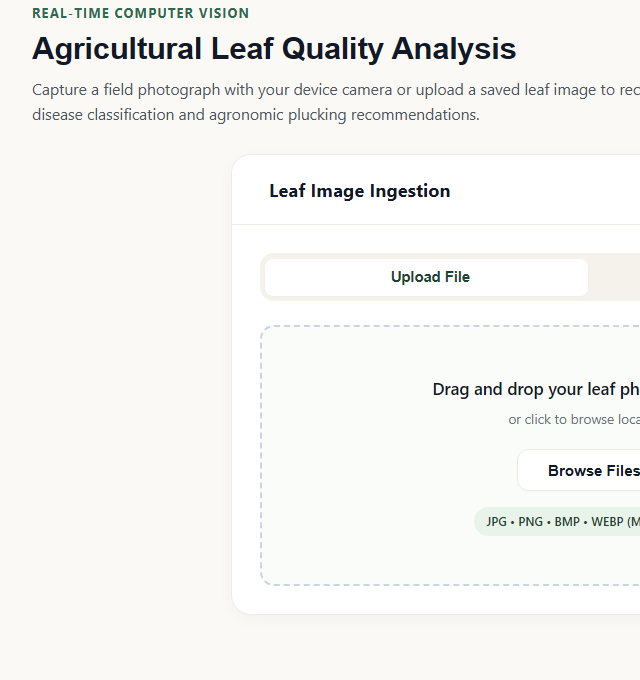 REAL-TIME COMPUTER VISION
Agricultural Leaf Quality Analysis
Capture a field photograph with your device camera or upload a saved leaf image to
disease classification and agronomic plucking recommendations.
Leaf Image Ingestion
Upload File
Drag and drop your leaf
or click to browse
Browse Files
JPG • PNG • BMP • WEBP